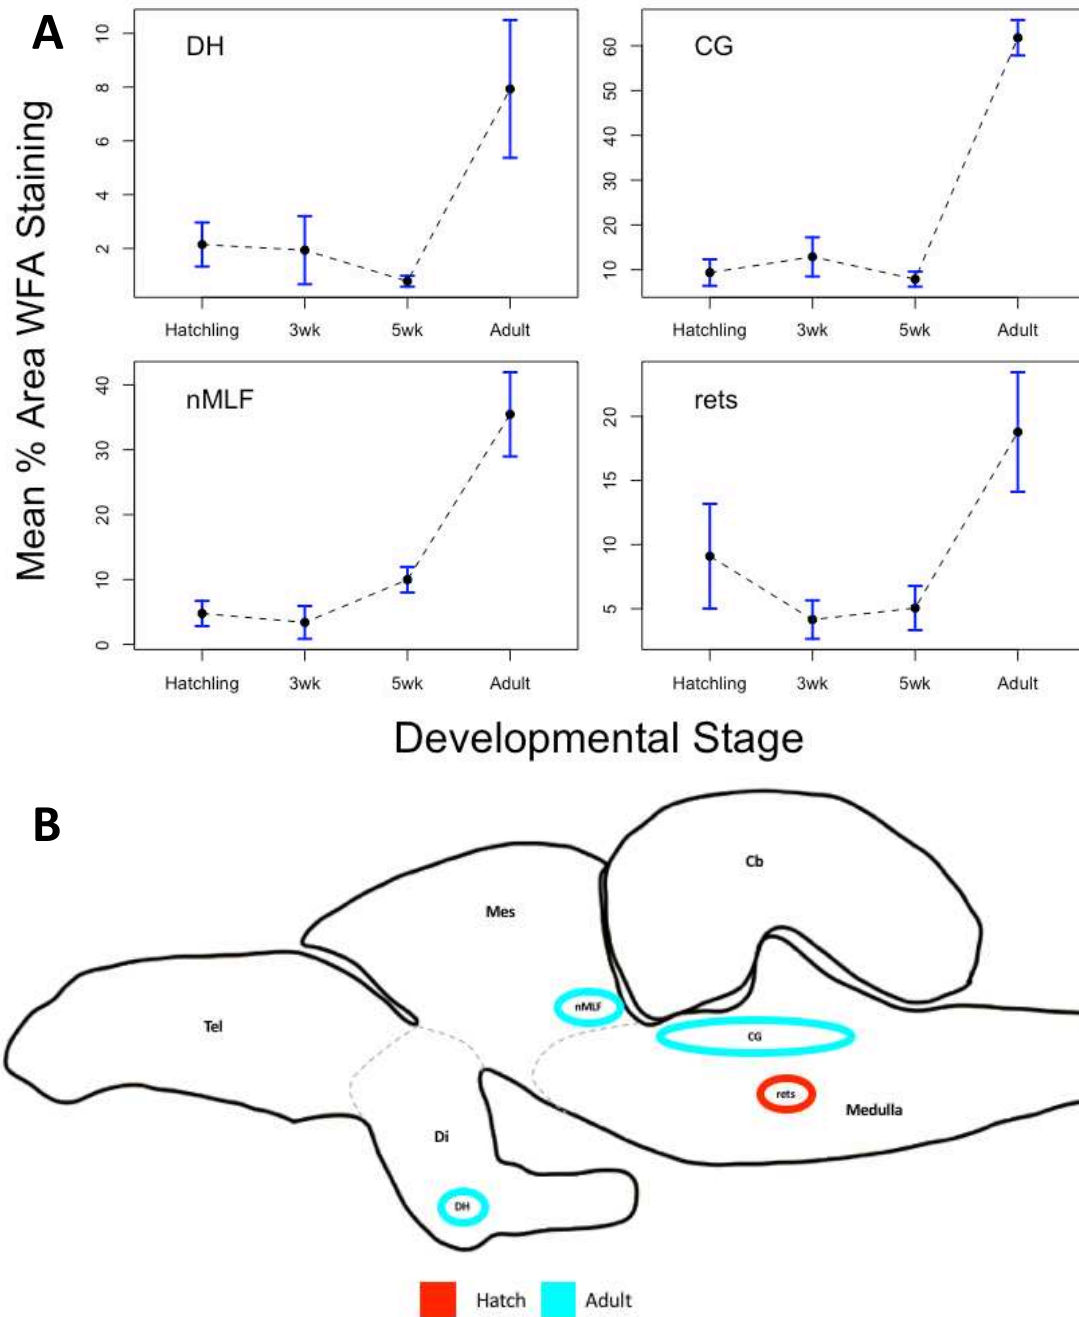 A
Mean % Area WFA Staining
DH
10
8
6
4
2
Hatchling 3wk 5wk Adult
CG
60
50
40
30
20
10
Hatchling 3wk 5wk Adult
nMLF
40
30
20
10
0
Hatchling 3wk 5wk Adult
rets
20
15
10
5
Hatchling 3wk 5wk Adult
Developmental Stage
B
Cb
Mes
nMLF
Tel
CG
rets
Medulla
Di
DH
Hatch Adult